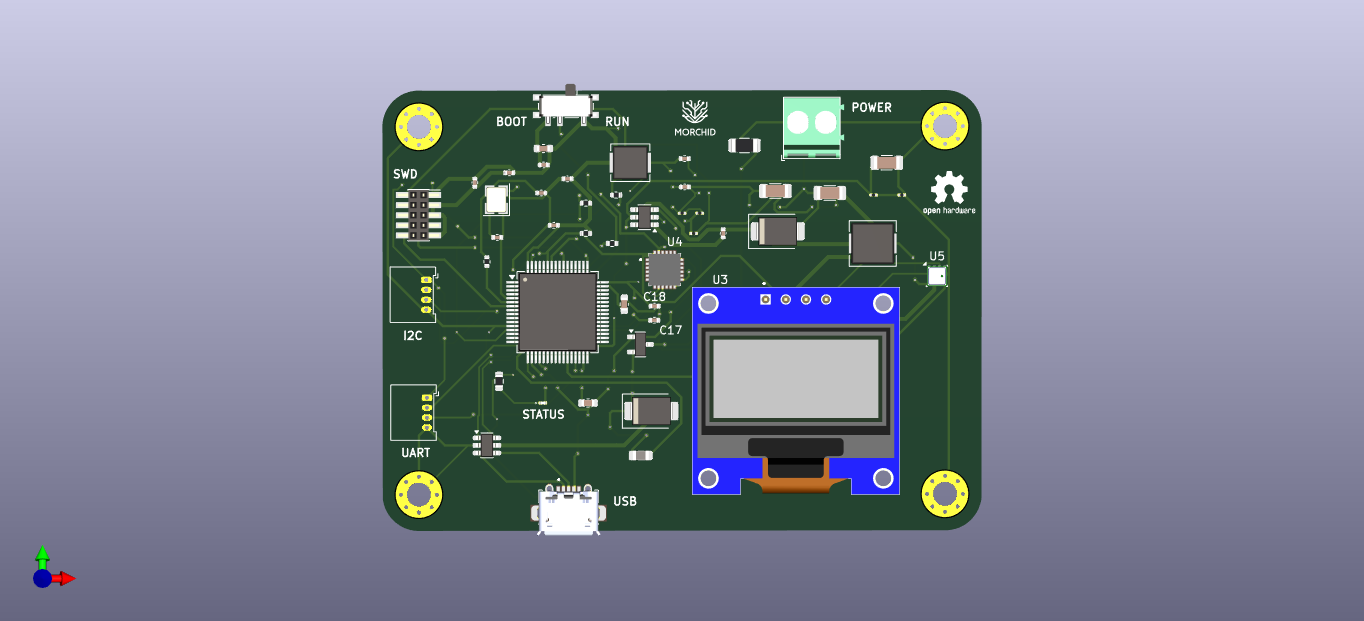 BOOT
RUN
MORCHID
POWER
SWD
open hardware
U4
U5
U3
C18
C17
I2C
STATUS
UART
USB